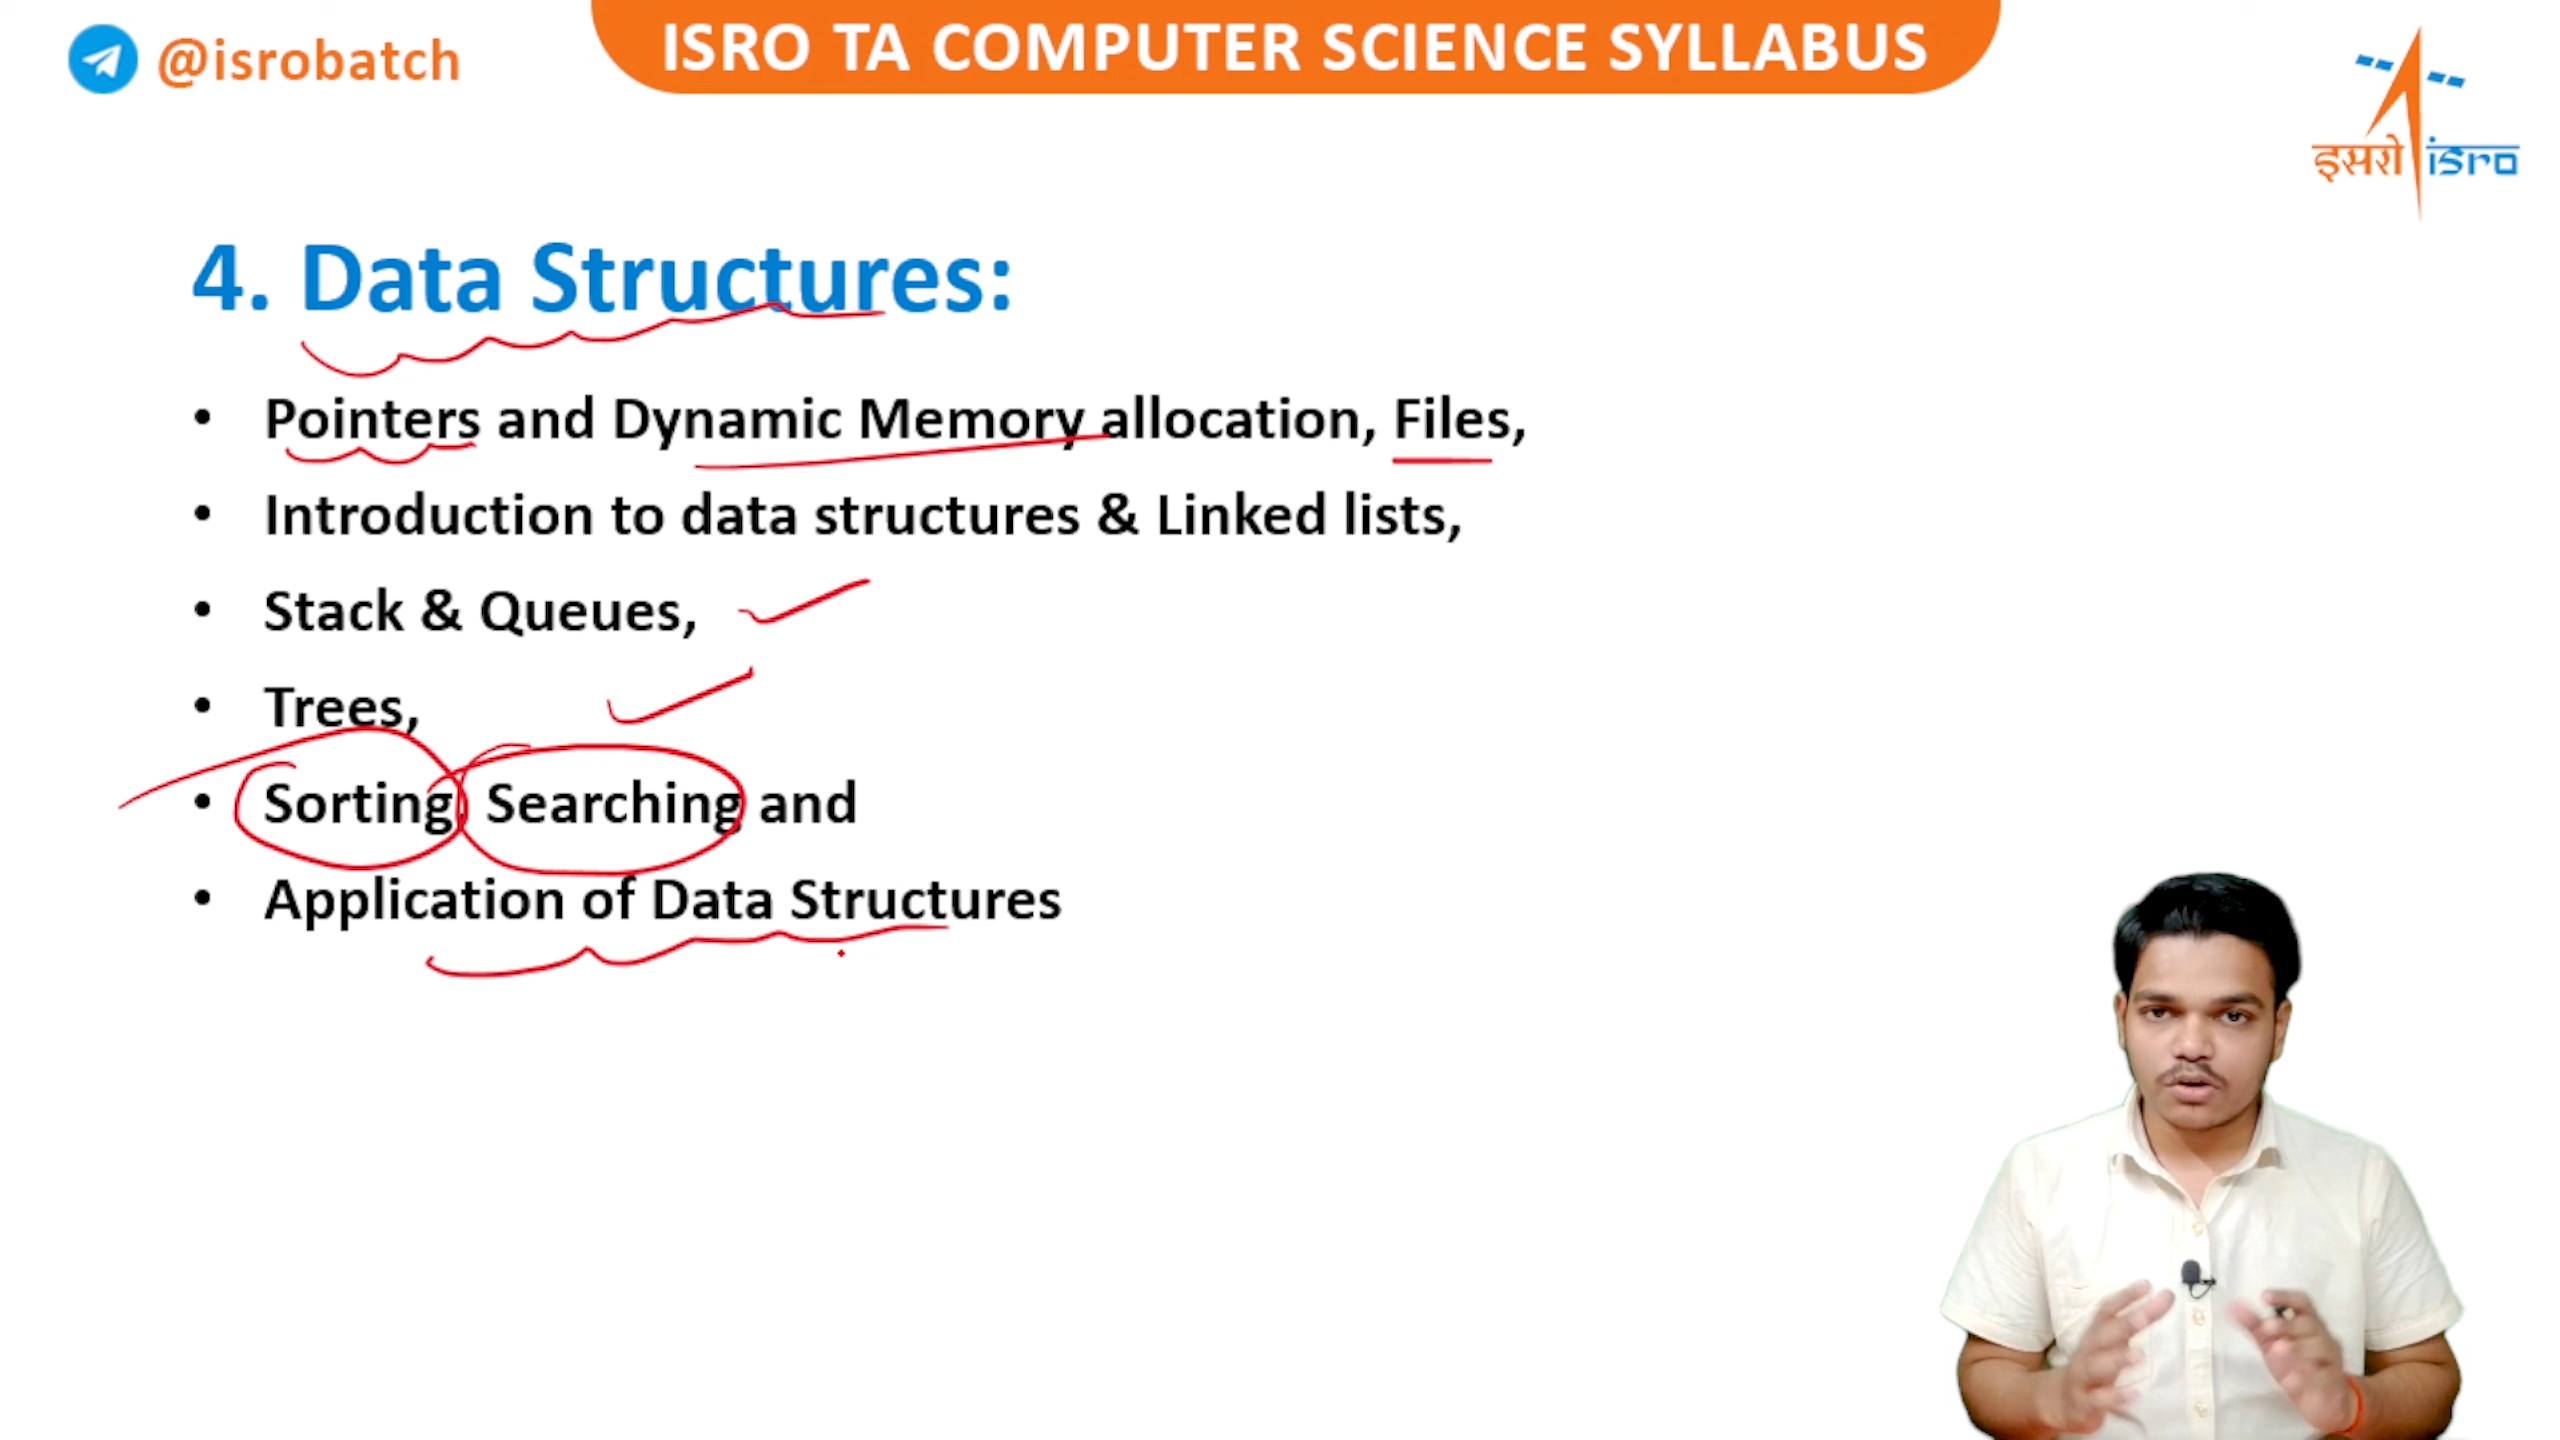 @isrobatch
ISRO TA COMPUTER SCIENCE SYLLABUS
इसरो isro
4. Data Structures:
• Pointers and Dynamic Memory allocation, Files,
• Introduction to data structures & Linked lists,
• Stack & Queues,
• Trees,
• Sorting, Searching and
• Application of Data Structures